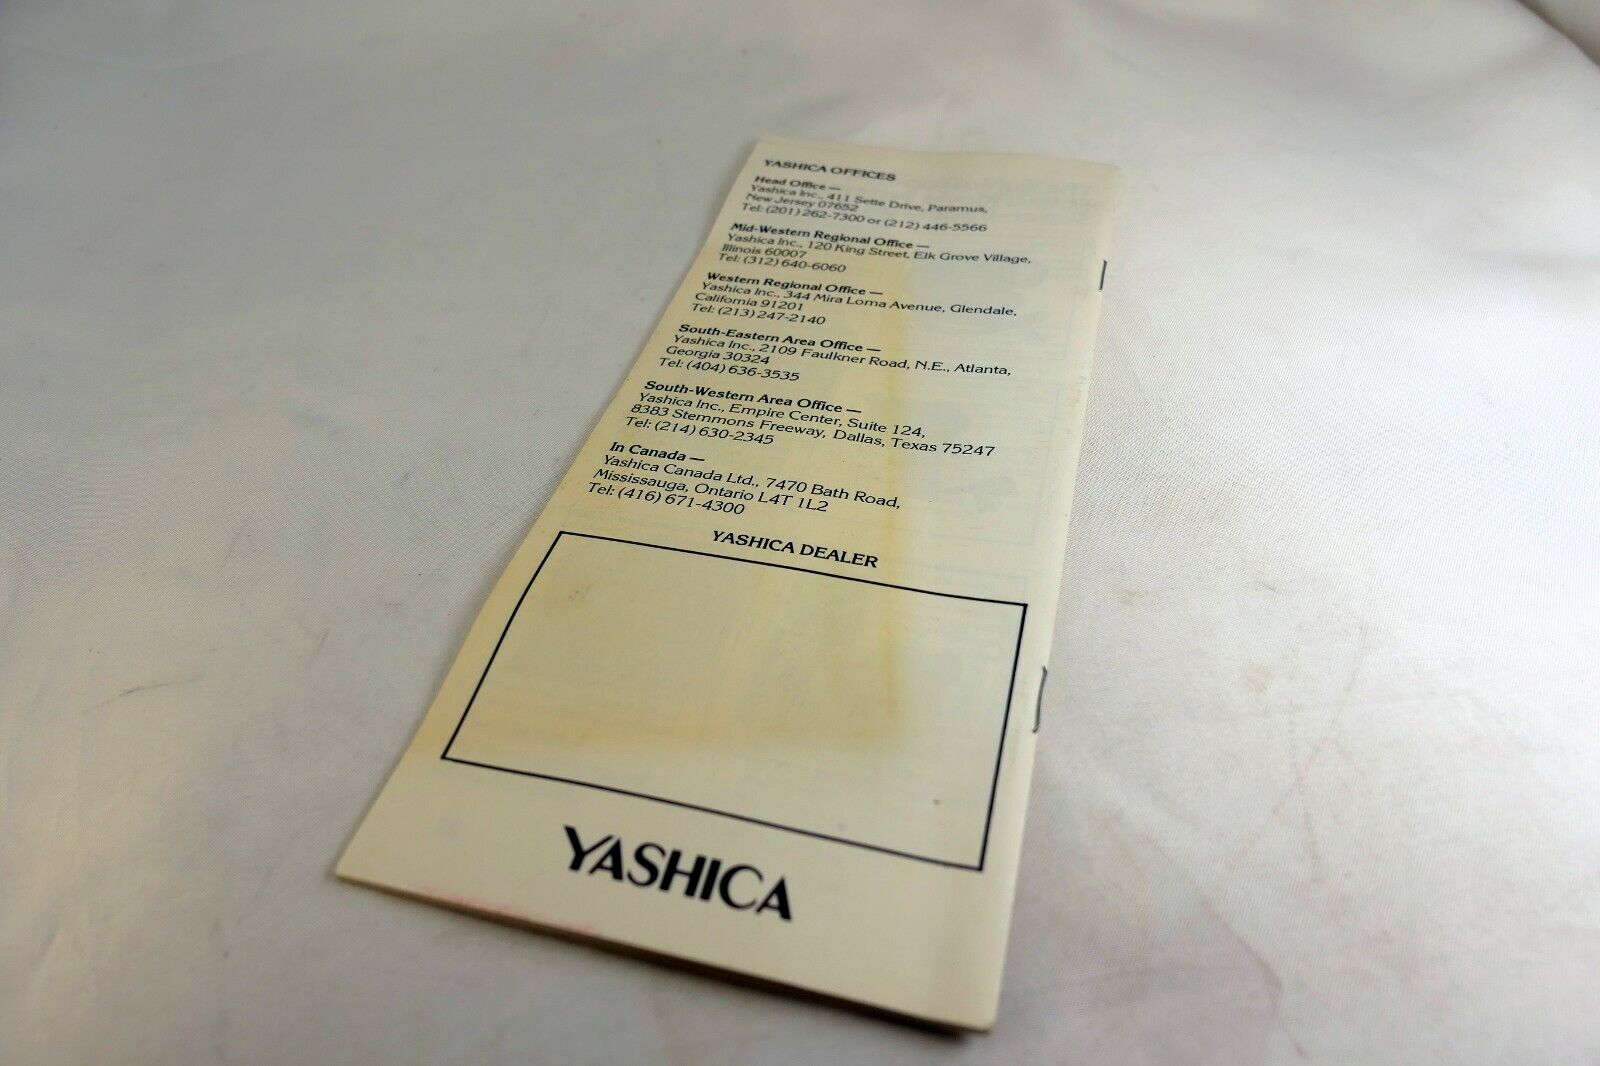 YASHICA OFFICES
Head Office —
Yashica Inc., 411 Sette Drive, Paramus,
New Jersey 07652
Tel: (201) 262-7300 or (212) 446-5566
Mid-Western Regional Office —
Yashica Inc., 120 King Street, Elk Grove Village,
Illinois 60007
Tel: (312) 640-6060
Western Regional Office —
Yashica Inc., 344 Mira Loma Avenue, Glendale,
California 91201
Tel: (213) 247-2140
South-Eastern Area Office —
Yashica Inc., 2109 Faulkner Road, N.E., Atlanta,
Georgia 30324
Tel: (404) 636-3535
South-Western Area Office —
Yashica Inc., Empire Center, Suite 124,
8383 Stemmons Freeway, Dallas, Texas 75247
Tel: (214) 630-2345
In Canada —
Yashica Canada Ltd., 7470 Bath Road,
Mississauga, Ontario L4T 1L2
Tel: (416) 671-4300
YASHICA DEALER
YASHICA